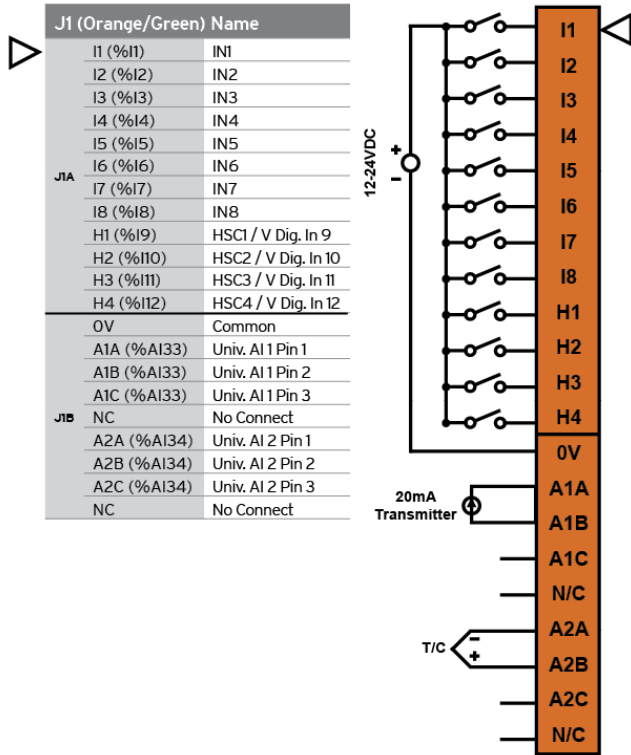 J1 (Orange/Green) Name
I1 (%I1) IN1
I2 (%I2) IN2
I3 (%I3) IN3
I4 (%I4) IN4
I5 (%I5) IN5
J1A
I6 (%I6) IN6
I7 (%I7) IN7
I8 (%I8) IN8
H1 (%I9) HSC1 / V Dig. In 9
H2 (%I10) HSC2 / V Dig. In 10
H3 (%I11) HSC3 / V Dig. In 11
H4 (%I12) HSC4 / V Dig. In 12
0V Common
A1A (%AI33) Univ. AI 1 Pin 1
A1B (%AI33) Univ. AI 1 Pin 2
A1C (%AI33) Univ. AI 1 Pin 3
J1B NC No Connect
A2A (%AI34) Univ. AI 2 Pin 1
A2B (%AI34) Univ. AI 2 Pin 2
A2C (%AI34) Univ. AI 2 Pin 3
NC No Connect
12-24VDC
+
-
I1
I2
I3
I4
I5
I6
I7
I8
H1
H2
H3
H4
0V
20mA
Transmitter
A1A
A1B
A1C
N/C
T/C
-
+
A2A
A2B
A2C
N/C